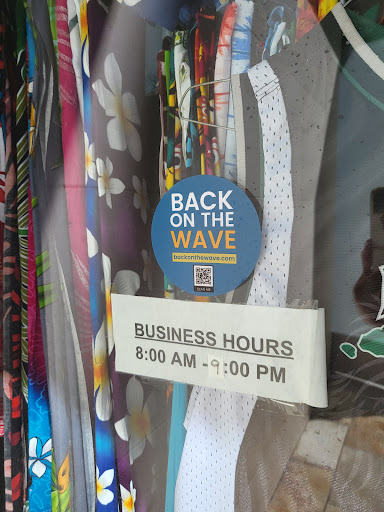 BACK
ON THE
WAVE
backonthewave.com
BUSINESS HOURS
8:00 AM - 9:00 PM